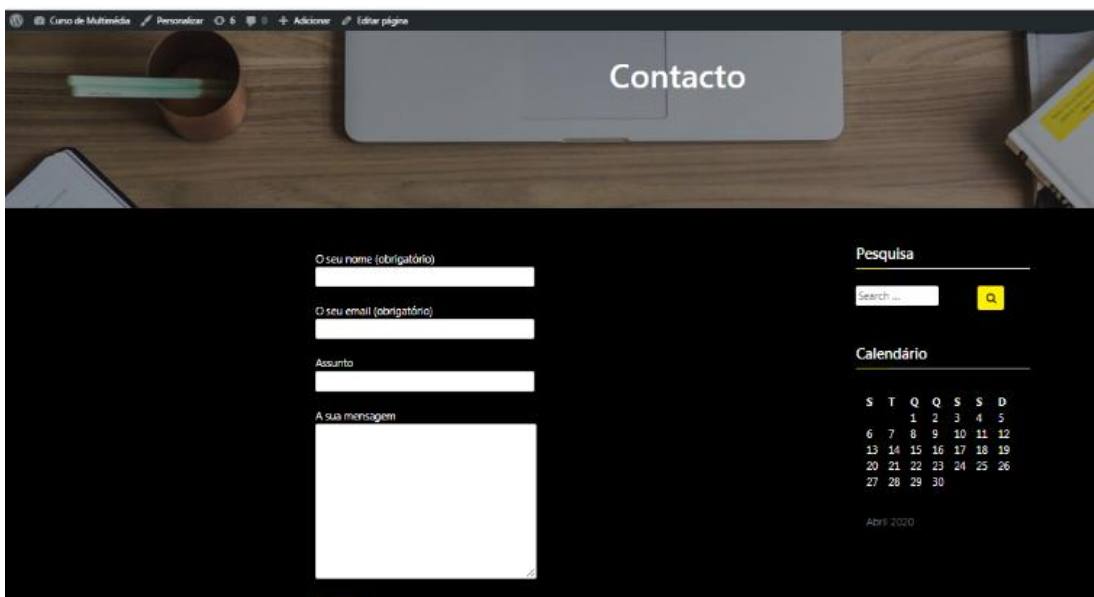 Curso de Multimédia Personalizar 6 0 Adicionar Editar página
Contacto
O seu nome (obrigatório)
O seu email (obrigatório)
Assunto
A sua mensagem
Pesquisa
Search ...
Calendário
S T Q Q S S D
1 2 3 4 5
6 7 8 9 10 11 12
13 14 15 16 17 18 19
20 21 22 23 24 25 26
27 28 29 30
Abril 2020